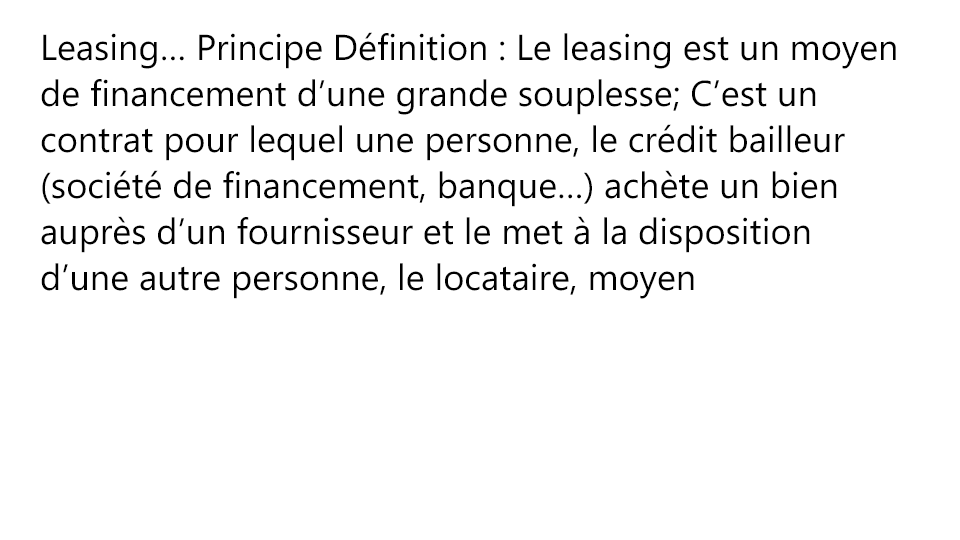 Leasing… Principe Définition : Le leasing est un moyen
de financement d’une grande souplesse; C’est un
contrat pour lequel une personne, le crédit bailleur
(société de financement, banque…) achète un bien
auprès d’un fournisseur et le met à la disposition
d’une autre personne, le locataire, moyen